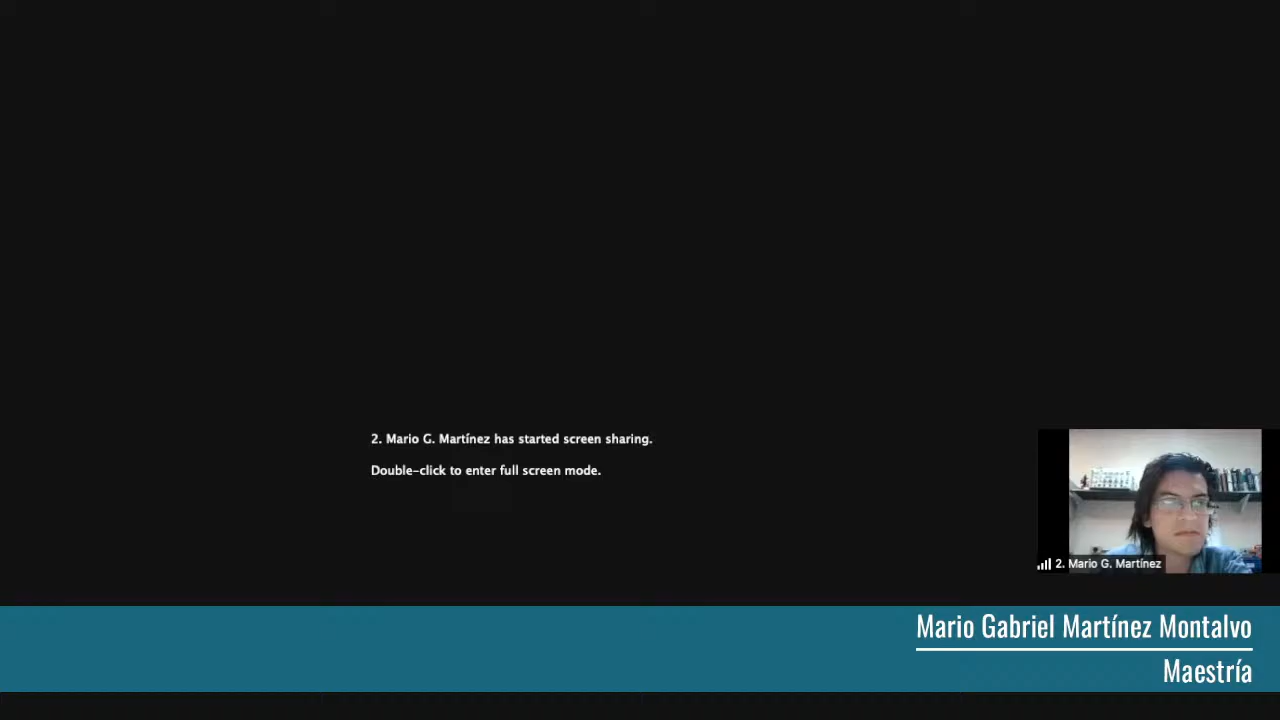 2. Mario G. Martínez has started screen sharing.
Double-click to enter full screen mode.
2. Mario G. Martínez
Mario Gabriel Martínez Montalvo
Maestría